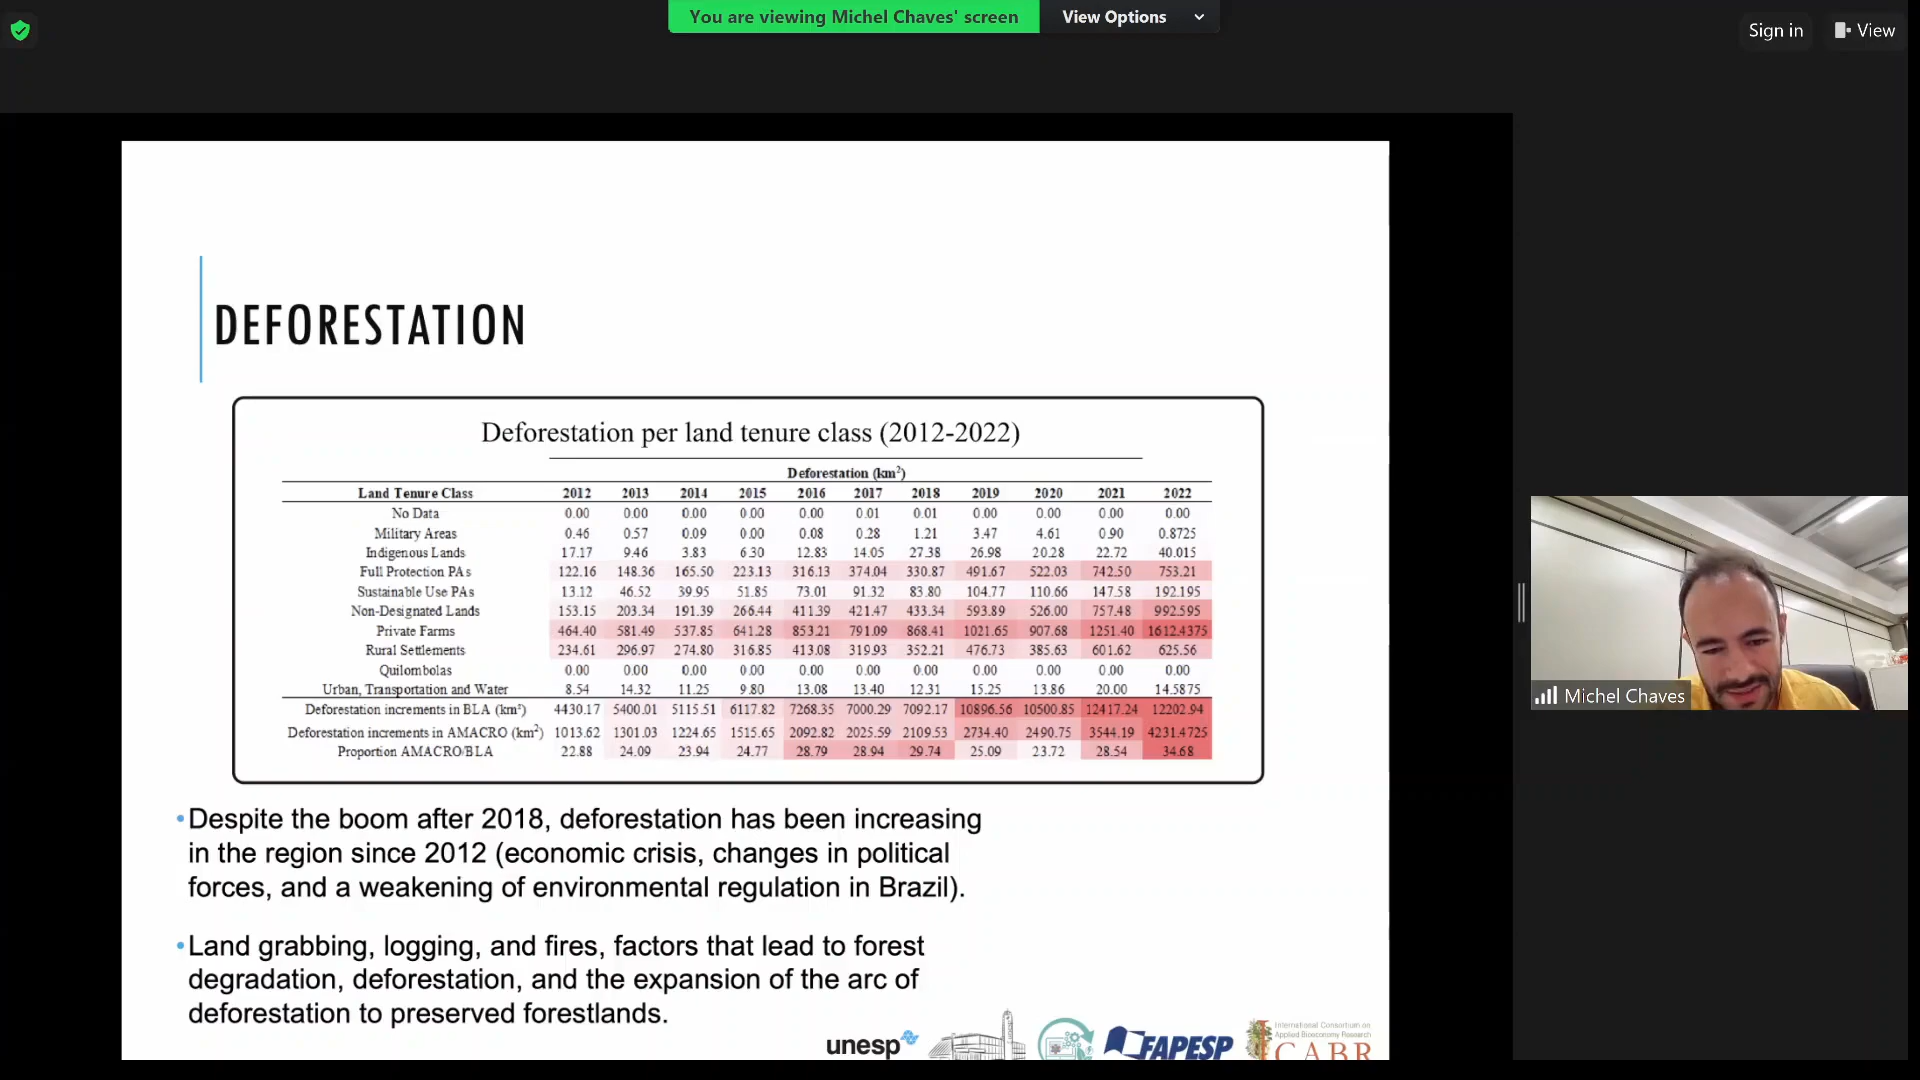 You are viewing Michel Chaves' screen
View Options
Sign in
View
DEFORESTATION
Deforestation per land tenure class (2012-2022)
Deforestation (km²)
Land Tenure Class 2012 2013 2014 2015 2016 2017 2018 2019 2020 2021 2022
No Data 0.00 0.00 0.00 0.00 0.00 0.01 0.01 0.00 0.00 0.00 0.00
Military Areas 0.46 0.57 0.09 0.00 0.08 0.28 1.21 3.47 4.61 0.90 0.8725
Indigenous Lands 17.17 9.46 3.83 6.30 12.83 14.05 27.38 26.98 20.28 22.72 40.015
Full Protection PAs 122.16 148.36 165.50 223.13 316.13 374.04 330.87 491.67 522.03 742.50 753.21
Sustainable Use PAs 13.12 46.52 39.95 51.85 73.01 91.32 83.80 104.77 110.66 147.58 192.195
Non-Designated Lands 153.15 203.34 191.39 266.44 411.39 421.47 433.34 593.89 526.00 757.48 992.595
Private Farms 464.40 581.49 537.85 641.28 853.21 791.09 868.41 1021.65 907.68 1251.40 1612.4375
Rural Settlements 234.61 296.97 274.80 316.85 413.08 319.93 352.21 476.73 385.63 601.62 625.56
Quilombolas 0.00 0.00 0.00 0.00 0.00 0.00 0.00 0.00 0.00 0.00 0.00
Urban, Transportation and Water 8.54 14.32 11.25 9.80 13.08 13.40 12.31 15.25 13.86 20.00 14.5875
Deforestation increments in BLA (km²) 4430.17 5400.01 5115.51 6117.82 7268.35 7000.29 7092.17 10896.56 10500.85 12417.24 12202.94
Deforestation increments in AMACRO (km²) 1013.62 1301.03 1224.65 1515.65 2092.82 2025.59 2109.53 2734.40 2490.75 3544.19 4231.4725
Proportion AMACRO/BLA 22.88 24.09 23.94 24.77 28.79 28.94 29.74 25.09 23.72 28.54 34.68
•Despite the boom after 2018, deforestation has been increasing
in the region since 2012 (economic crisis, changes in political
forces, and a weakening of environmental regulation in Brazil).
•Land grabbing, logging, and fires, factors that lead to forest
degradation, deforestation, and the expansion of the arc of
deforestation to preserved forestlands.
unesp
FAPESP
International Consortium on
Applied Bioeconomy Research
ICABR
Michel Chaves